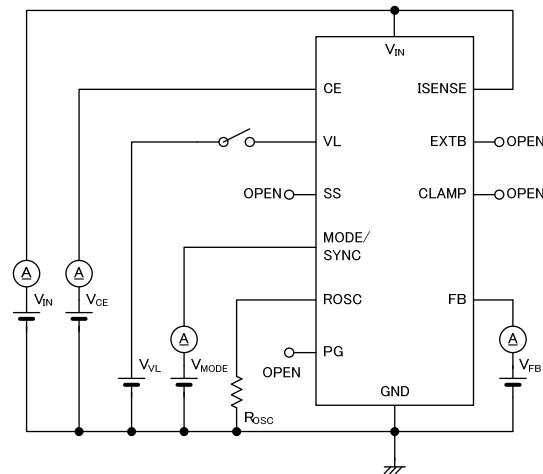 VIN
CE
ISENSE
VL
EXTB
OPEN
OPEN
SS
CLAMP
OPEN
MODE/
SYNC
A
VIN
A
VCE
ROSC
FB
A
VMODE
A
VFB
PG
OPEN
VVL
GND
ROSC